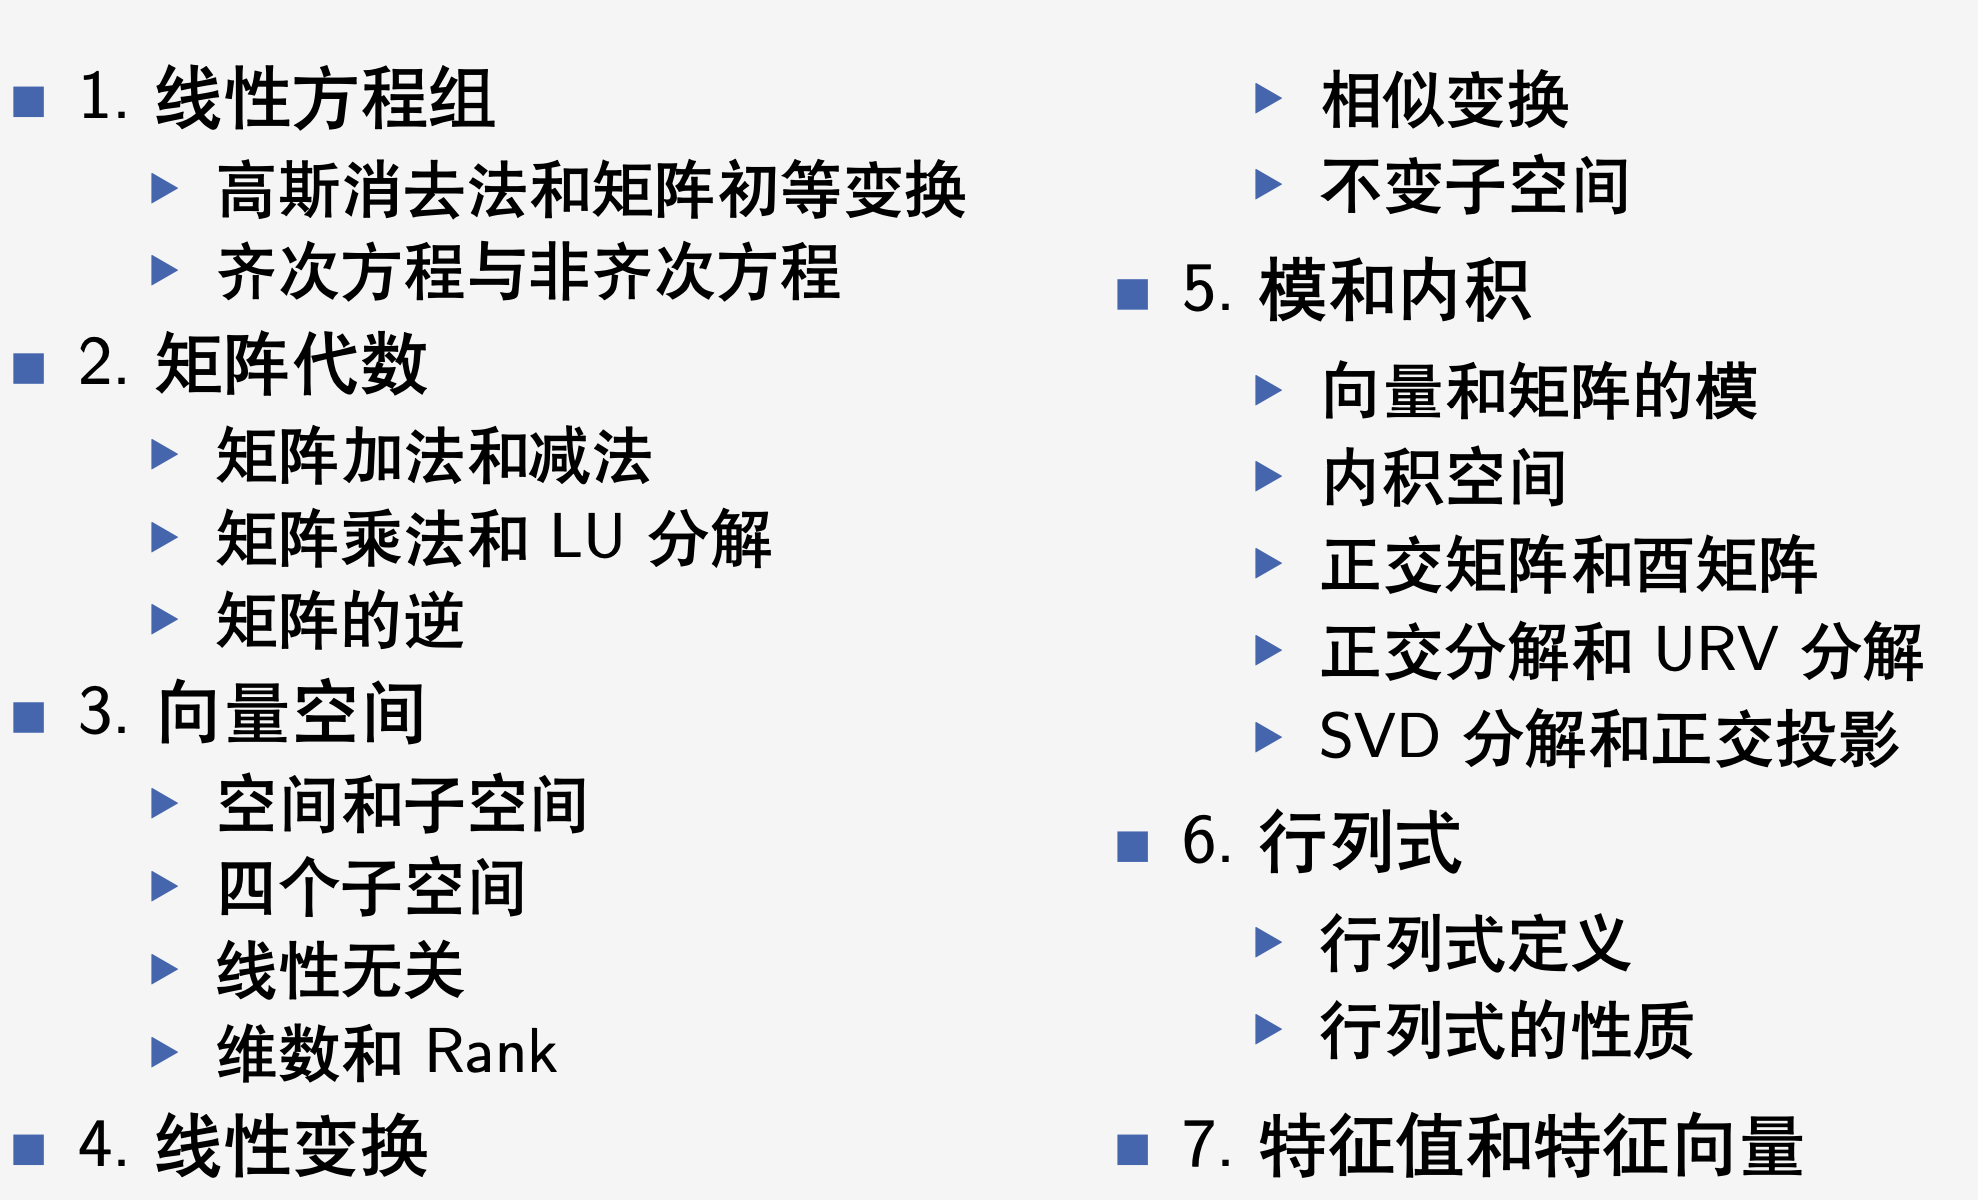 1. 线性方程组
高斯消去法和矩阵初等变换
齐次方程与非齐次方程
2. 矩阵代数
矩阵加法和减法
矩阵乘法和 LU 分解
矩阵的逆
3. 向量空间
空间和子空间
四个子空间
线性无关
维数和 Rank
4. 线性变换
相似变换
不变子空间
5. 模和内积
向量和矩阵的模
内积空间
正交矩阵和酉矩阵
正交分解和 URV 分解
SVD 分解和正交投影
6. 行列式
行列式定义
行列式的性质
7. 特征值和特征向量